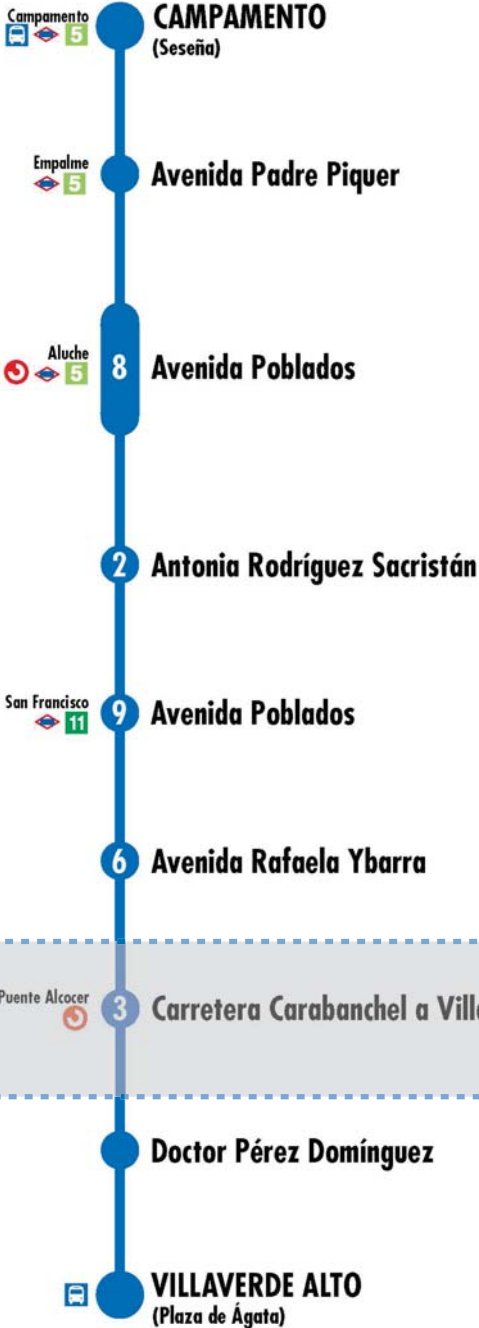 Campamento
5
CAMPAMENTO
(Seseña)
Empalme
5
Avenida Padre Piquer
Aluche
5
8
Avenida Poblados
2
Antonia Rodríguez Sacristán
San Francisco
11
9
Avenida Poblados
6
Avenida Rafaela Ybarra
Puente Alcocer
3
Carretera Carabanchel a
Doctor Pérez Domínguez
VILLAVERDE ALTO
(Plaza de Ágata)